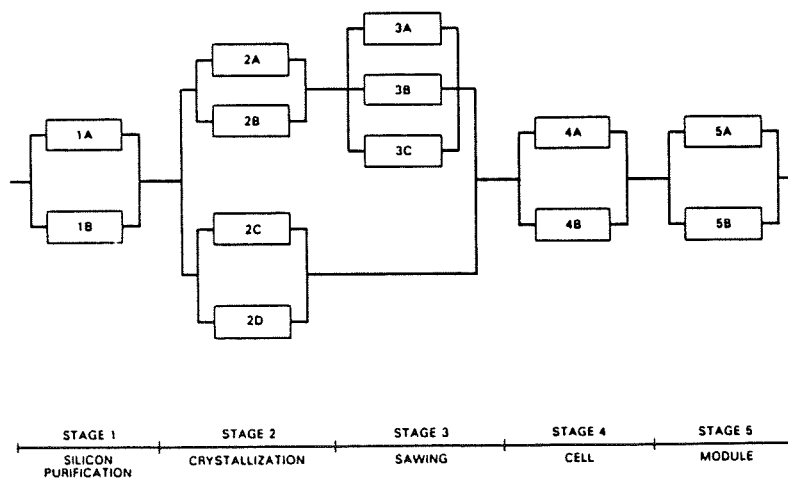 3A
2A
3B
2B
1A
4A
5A
3C
1B
2C
4B
5B
2D
STAGE 1
STAGE 2
STAGE 3
STAGE 4
STAGE 5
SILICON
PURIFICATION
CRYSTALLIZATION
SAWING
CELL
MODULE